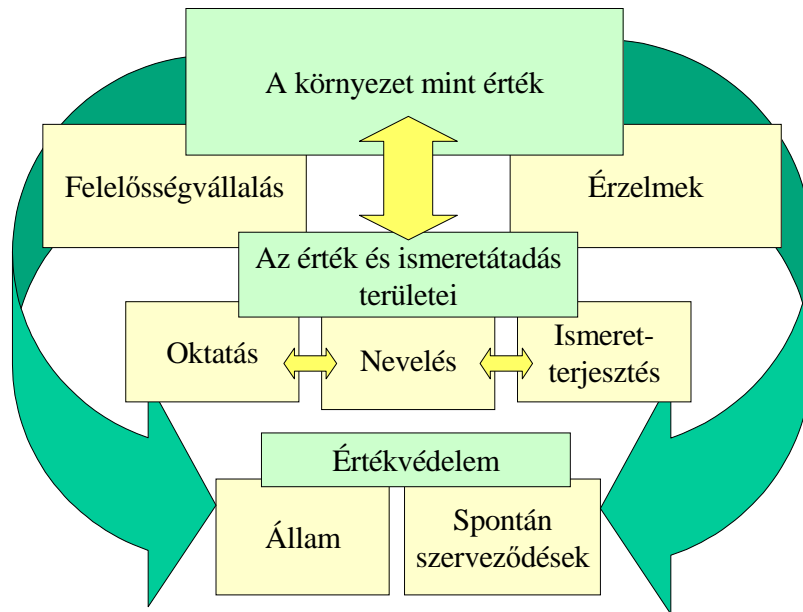 A környezet mint érték
Felelősségvállalás
Érzelmek
Az érték és ismeretátadás
területei
Oktatás
Nevelés
Ismeret-
terjesztés
Értékvédelem
Állam
Spontán
szerveződések